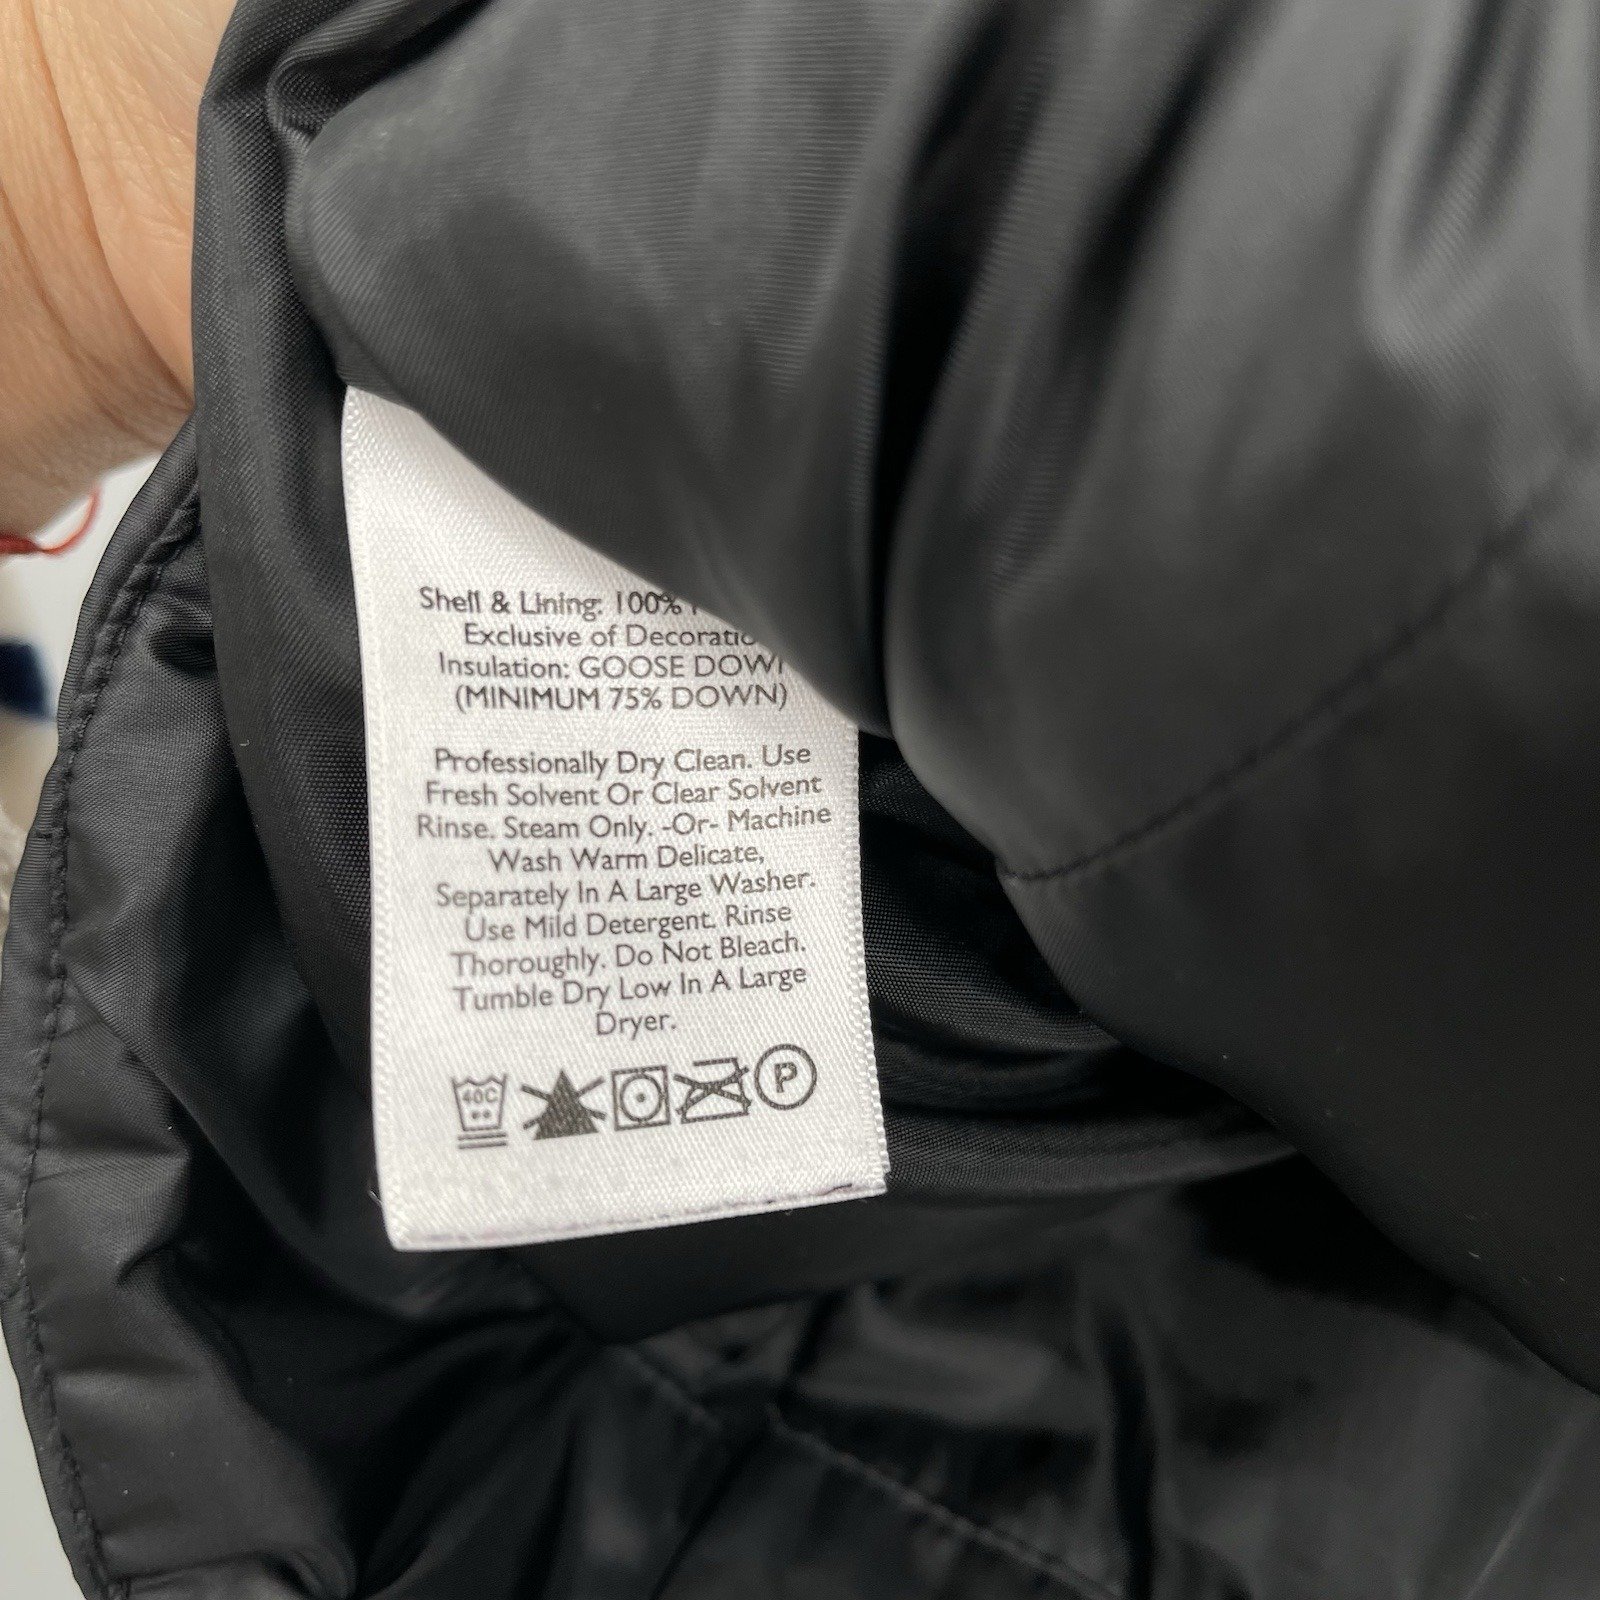 Shell & Lining: 100%
Exclusive of
Insulation: GOOSE DOWN
(MINIMUM 75% DOWN)
Professionally Dry Clean. Use
Fresh Solvent Or Clear Solvent
Rinse. Steam Only. -Or- Machine
Wash Warm Delicate,
Separately In A Large Washer.
Use Mild Detergent. Rinse
Thoroughly. Do Not Bleach.
Tumble Dry Low In A Large
Dryer.
40C P